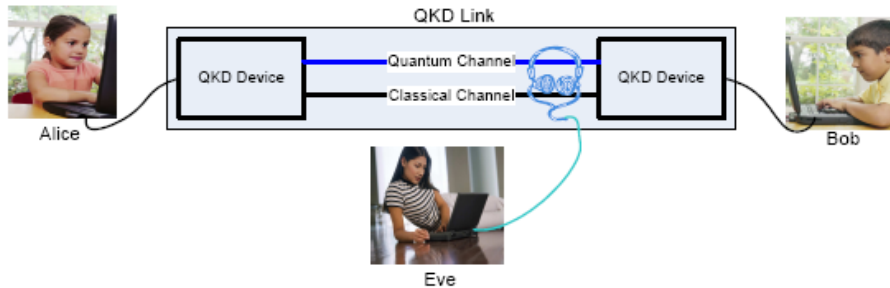 QKD Link
QKD Device
Quantum Channel
Classical Channel
QKD Device
Alice
Bob
Eve